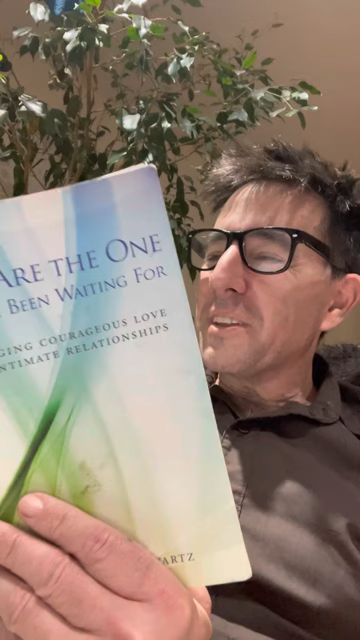 ARE THE ONE
BEEN WAITING FOR
GING COURAGEOUS LOVE
NTIMATE RELATIONSHIPS
ARTZ